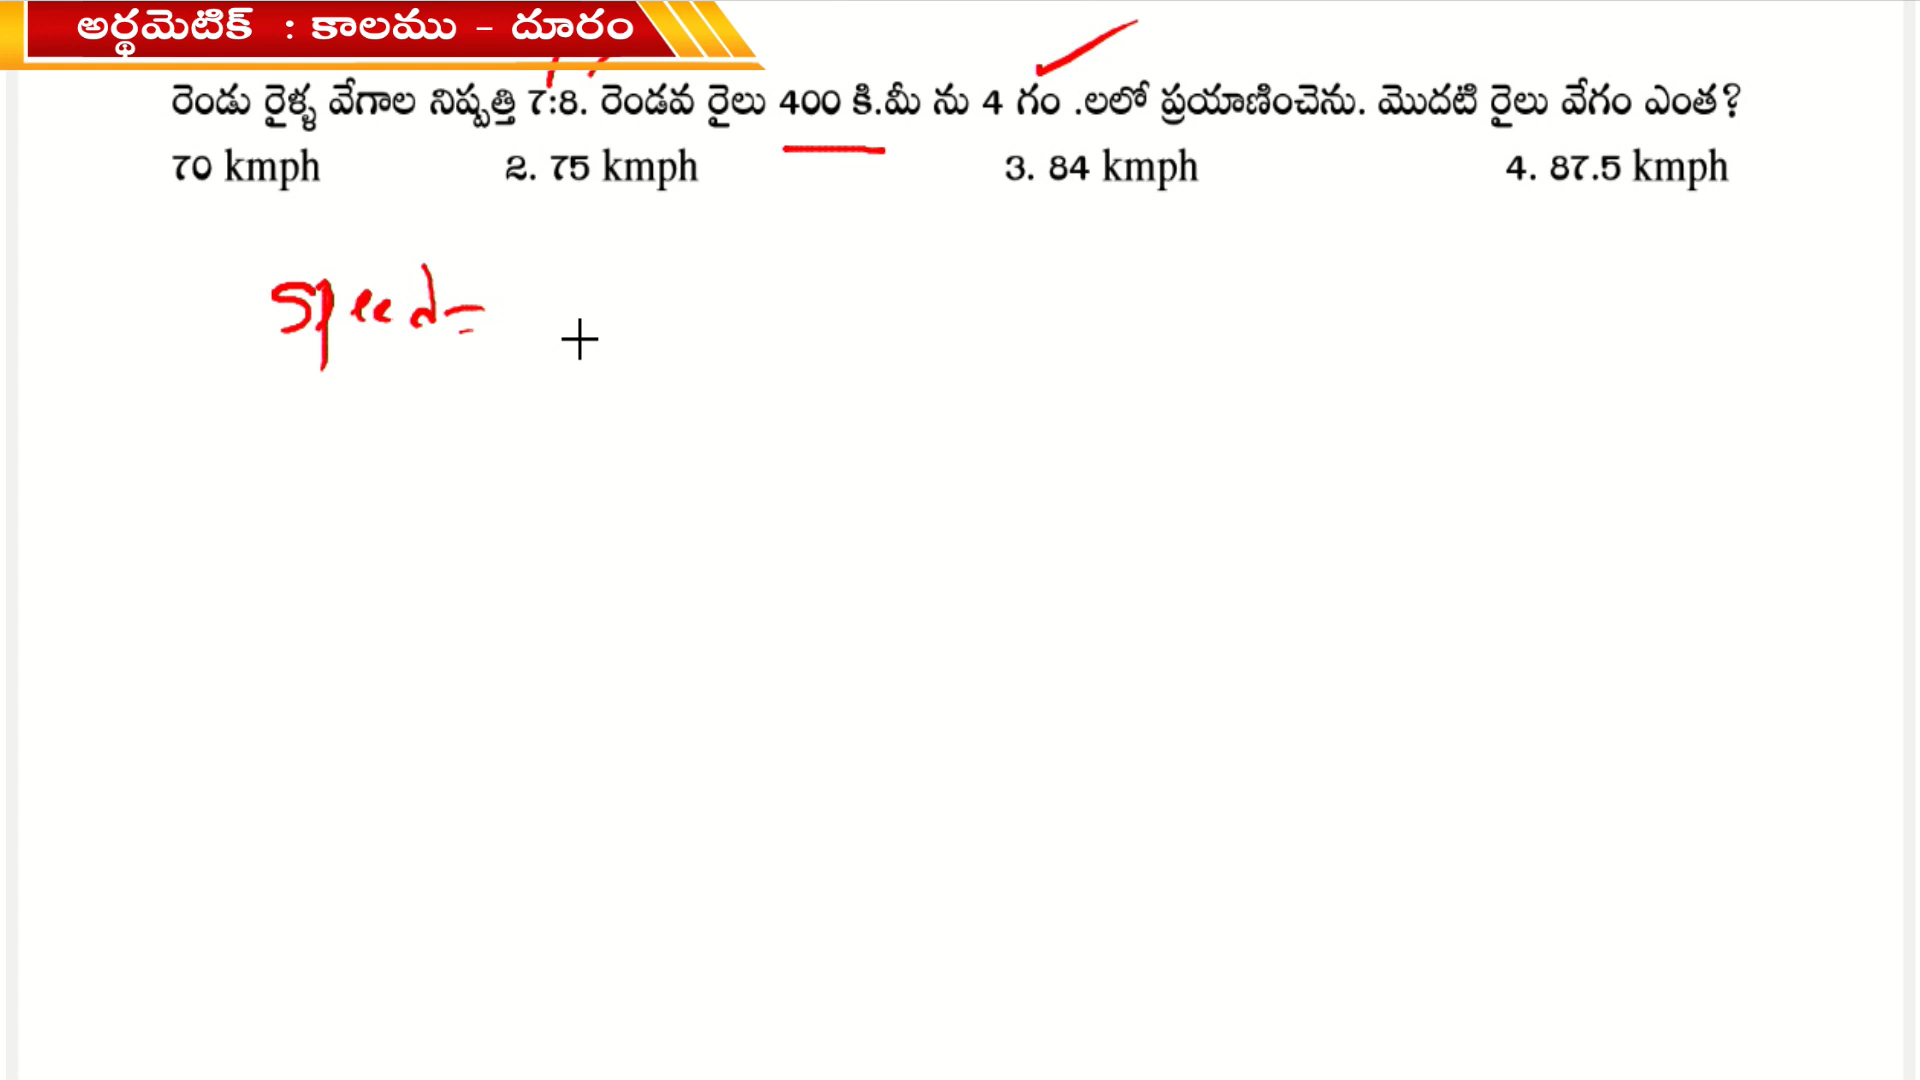 అర్థమెటిక్ : కాలము - దూరం
రెండు రైళ్ళ వేగాల నిష్పత్తి 7:8. రెండవ రైలు 400 కి.మీ ను 4 గం .లలో ప్రయాణించెను. మొదటి రైలు వేగం ఎంత?
70 kmph 2. 75 kmph 3. 84 kmph 4. 87.5 kmph
Speed=